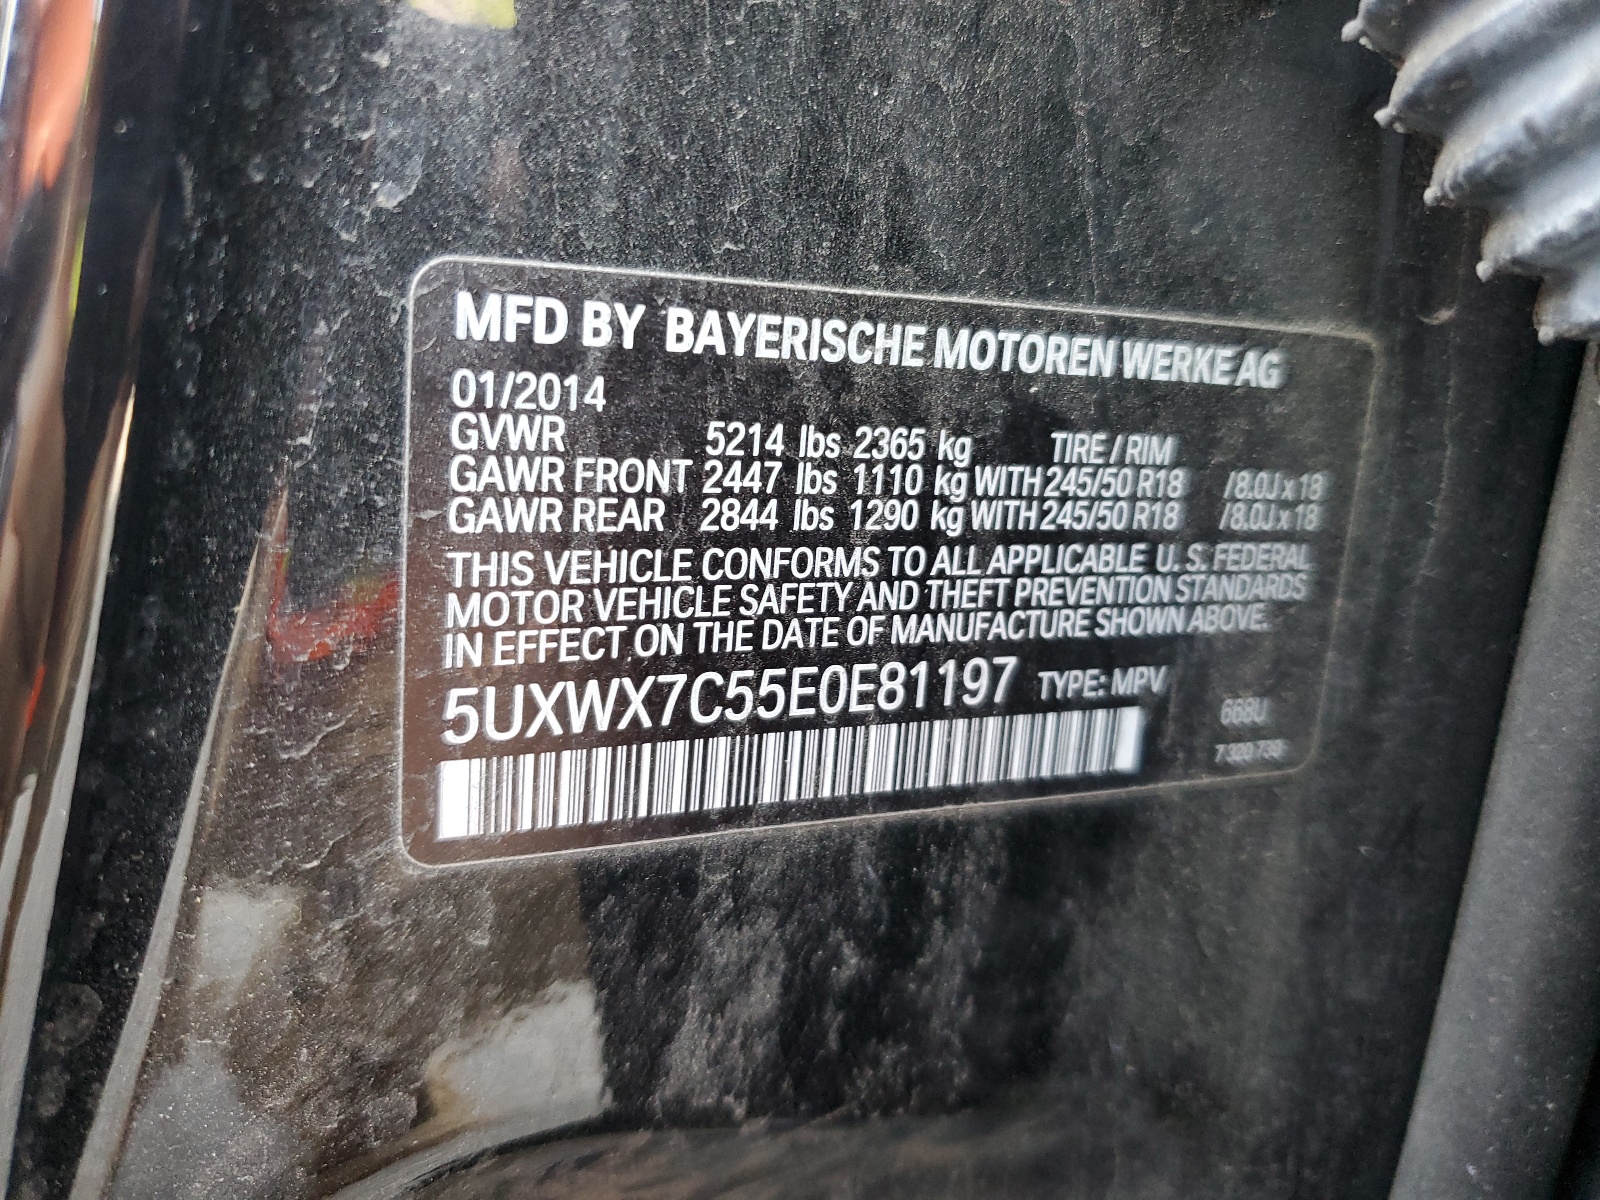 MFD BY BAYERISCHE MOTOREN WERKE AG
01/2014
GVWR 5214 lbs 2365 kg TIRE / RIM
GAWR FRONT 2447 lbs 1110 kg WITH 245/50 R18 /8.0J x 18
GAWR REAR 2844 lbs 1290 kg WITH 245/50 R18 /8.0J x 18
THIS VEHICLE CONFORMS TO ALL APPLICABLE U. S. FEDERAL
MOTOR VEHICLE SAFETY AND THEFT PREVENTION STANDARDS
IN EFFECT ON THE DATE OF MANUFACTURE SHOWN ABOVE.
5UXWX7C55E0E81197 TYPE: MPV
668U
7 320 730